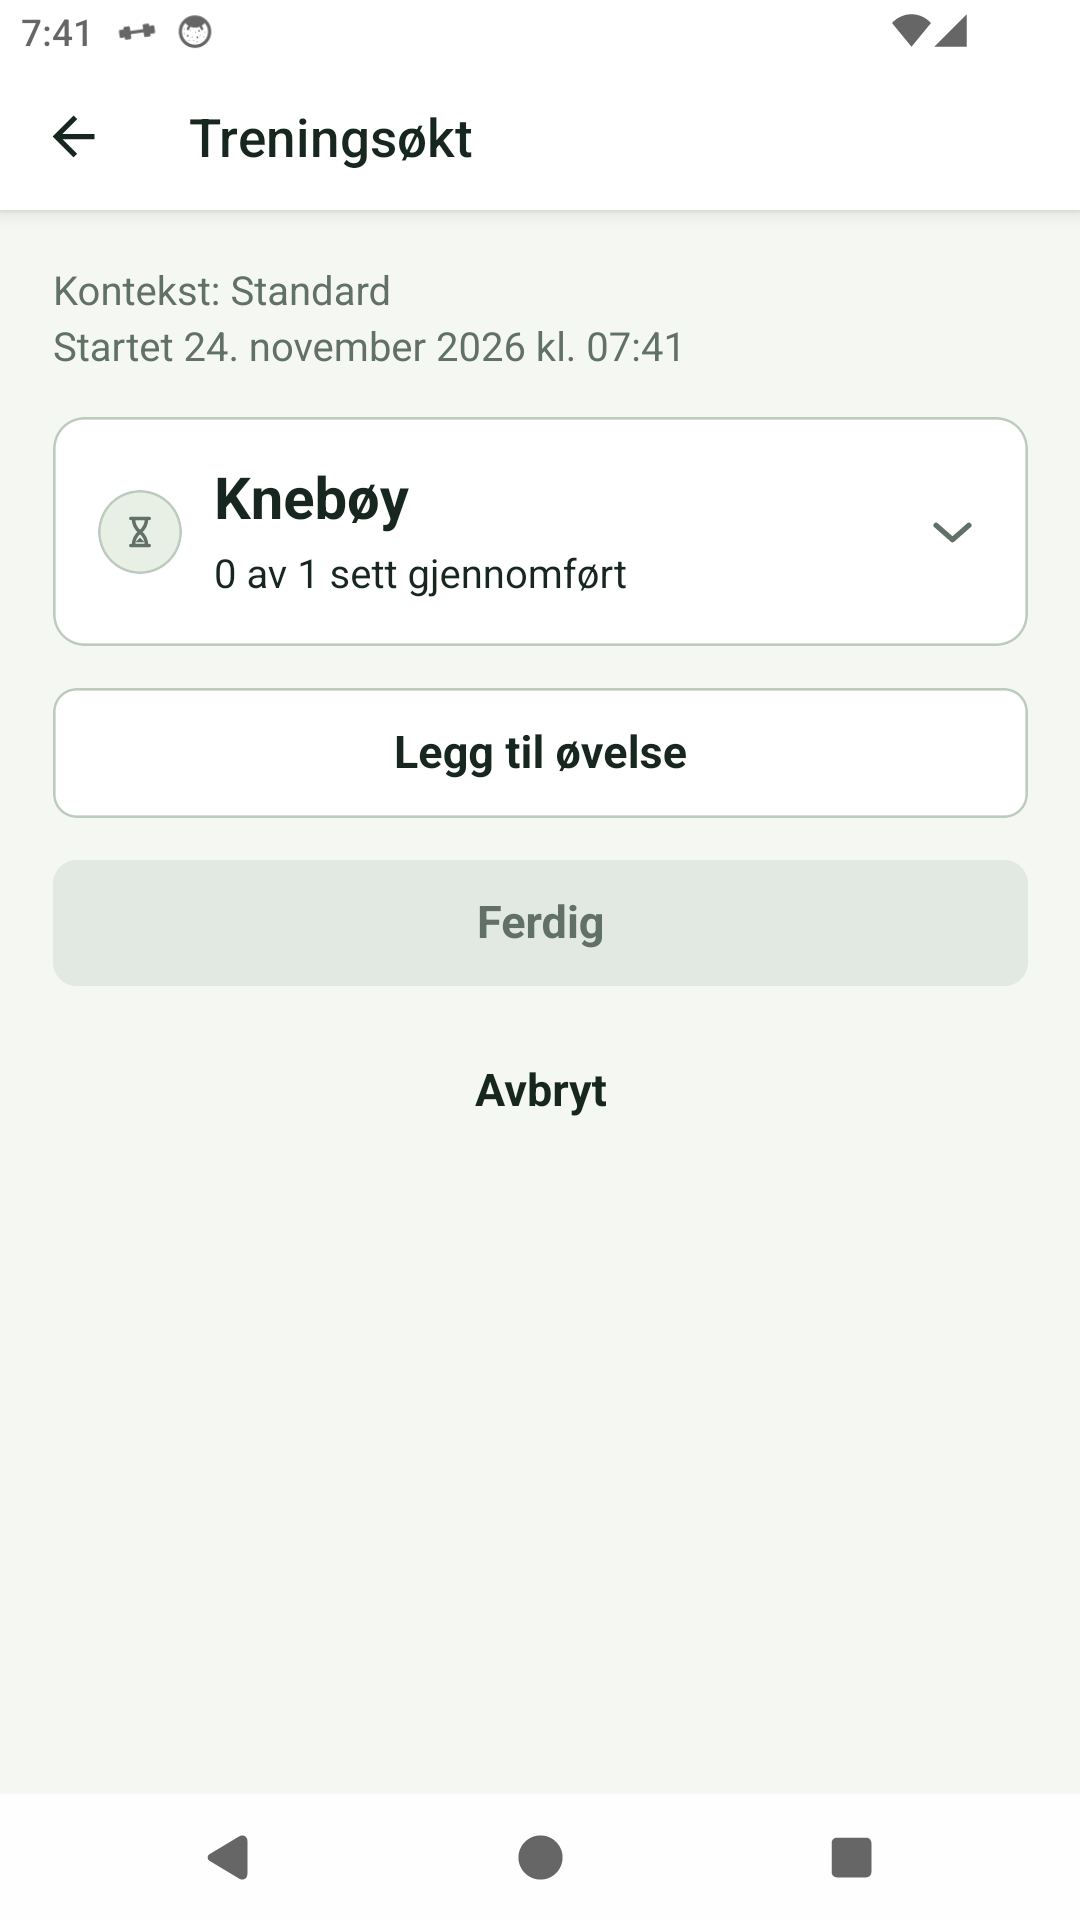 7:41
Treningsøkt
Kontekst: Standard
Startet 24. november 2026 kl. 07:41
Knebøy
0 av 1 sett gjennomført
Legg til øvelse
Ferdig
Avbryt